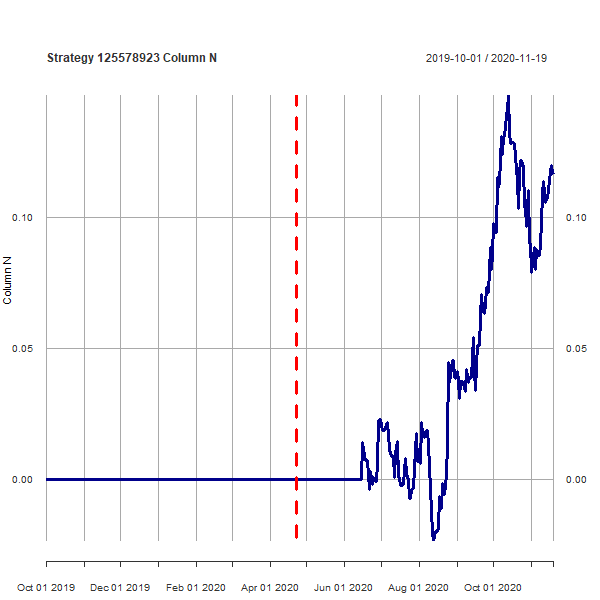 Strategy 125578923 Column N
2019-10-01 / 2020-11-19
Column N
0.10
0.10
0.05
0.05
0.00
0.00
Oct 01 2019
Dec 01 2019
Feb 01 2020
Apr 01 2020
Jun 01 2020
Aug 01 2020
Oct 01 2020